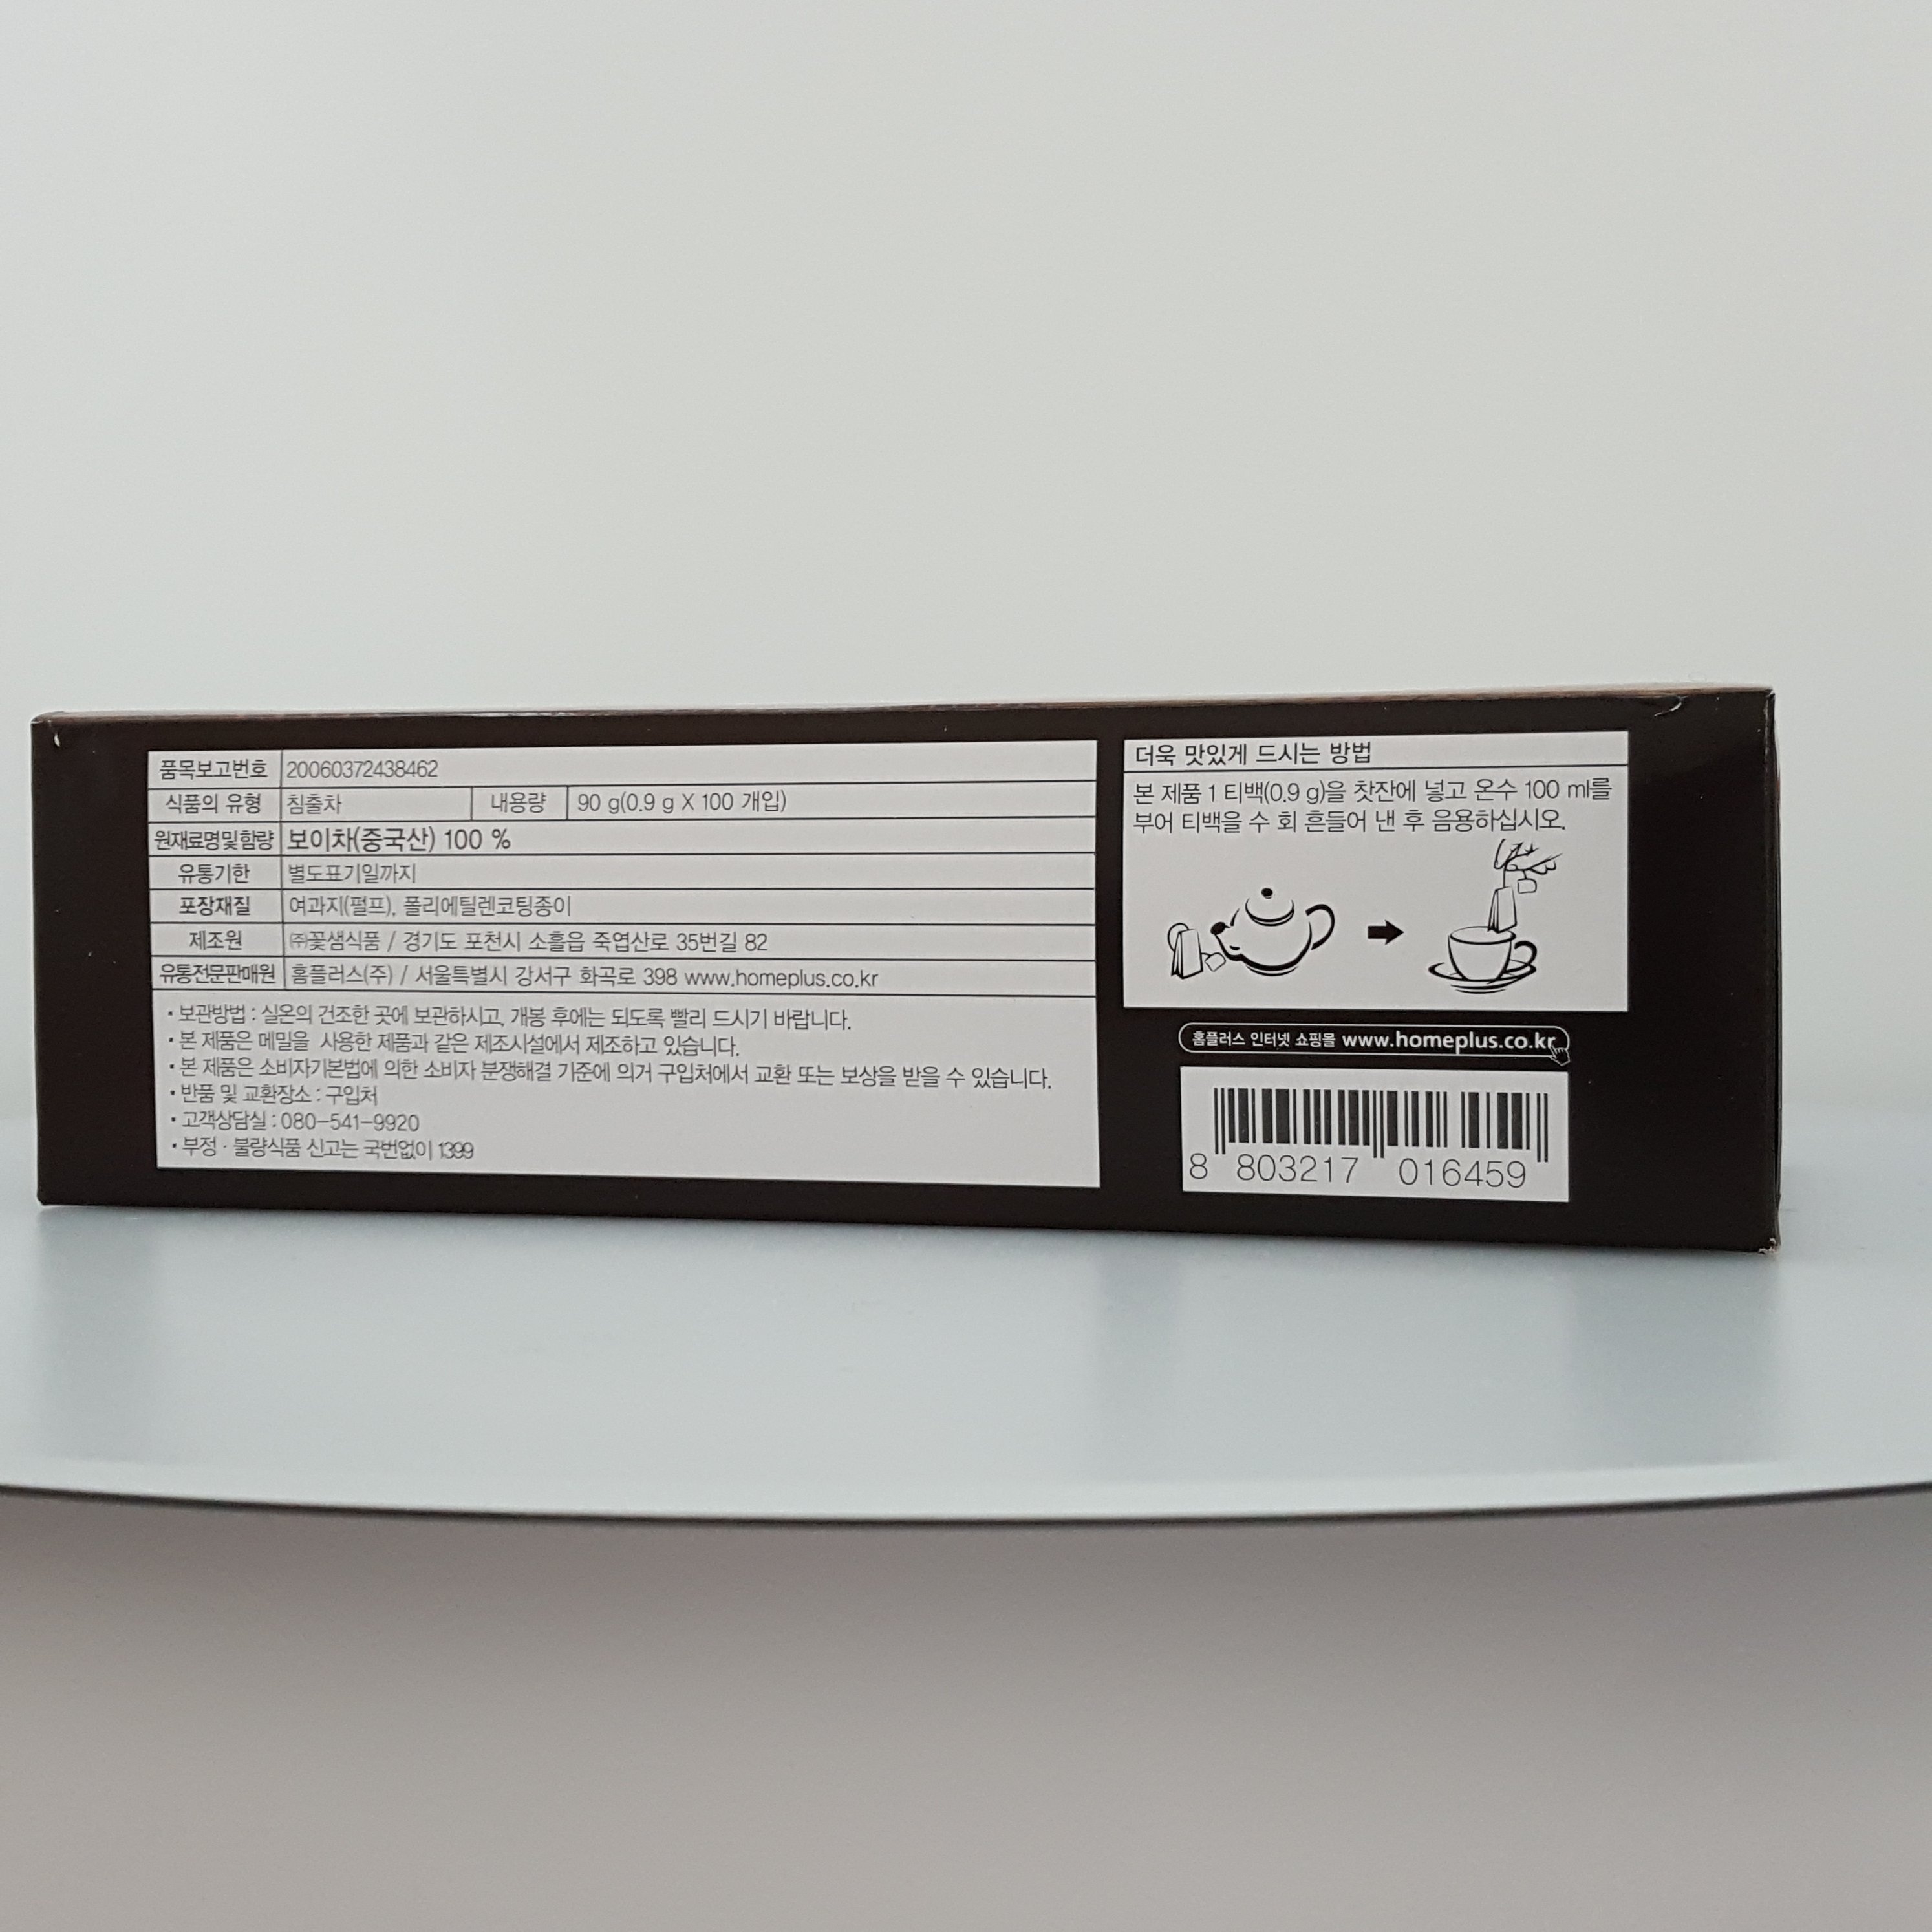 품목보고번호 20060372438462
식품의 유형 침출차 내용량 90 g(0.9 g X 100 개입)
원재료명및함량 보이차(중국산) 100 %
유통기한 별도표기일까지
포장재질 여과지(펄프), 폴리에틸렌코팅종이
제조원 ㈜꽃샘식품 / 경기도 포천시 소흘읍 죽엽산로 35번길 82
유통전문판매원 홈플러스(주) / 서울특별시 강서구 화곡로 398 www.homeplus.co.kr
• 보관방법 : 실온의 건조한 곳에 보관하시고, 개봉 후에는 되도록 빨리 드시기 바랍니다.
• 본 제품은 메밀을 사용한 제품과 같은 제조시설에서 제조하고 있습니다.
• 본 제품은 소비자기본법에 의한 소비자 분쟁해결 기준에 의거 구입처에서 교환 또는 보상을 받을 수 있습니다.
• 반품 및 교환장소 : 구입처
• 고객상담실 : 080-541-9920
• 부정 · 불량식품 신고는 국번없이 1399
더욱 맛있게 드시는 방법
본 제품 1 티백(0.9 g)을 찻잔에 넣고 온수 100 ml를
부어 티백을 수 회 흔들어 낸 후 음용하십시오.
홈플러스 인터넷 쇼핑몰 www.homeplus.co.kr
8 803217 016459